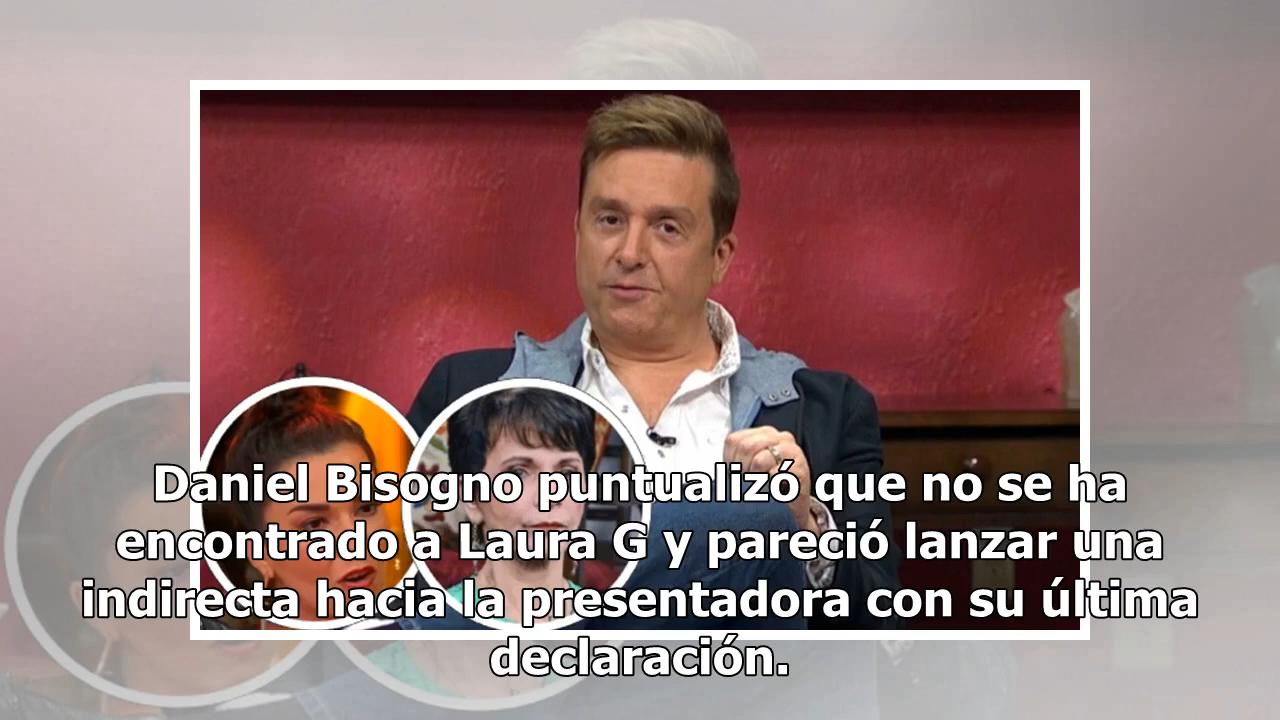 Daniel Bisogno puntualizó que no se ha
encontrado a Laura G y pareció lanzar una
indirecta hacia la presentadora con su última
declaración.